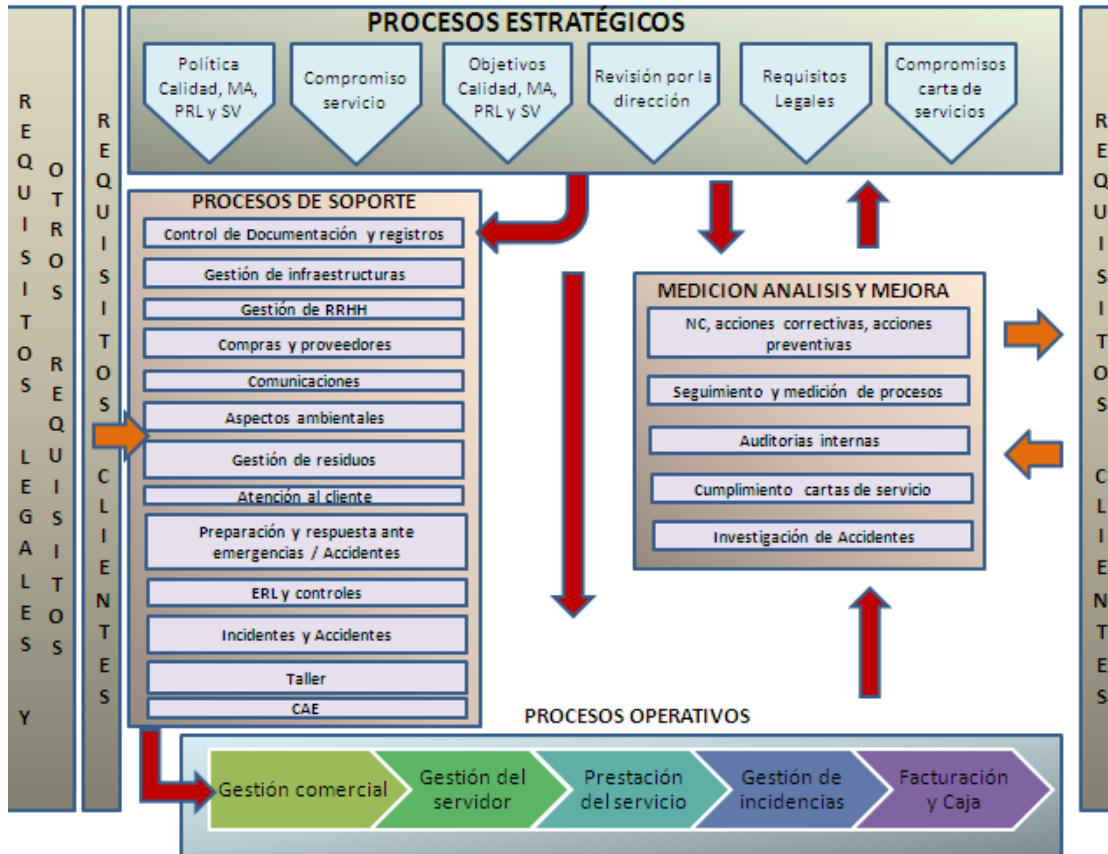 PROCESOS ESTRATÉGICOS
Política
Calidad, MA,
PRL y SV
Compromiso
servicio
Objetivos
Calidad, MA,
PRL y SV
Revisión por la
dirección
Requisitos
Legales
Compromisos
carta de
servicios
REQUISITOS LEGALES Y
OTROS REQUISITOS
REQUISITOS CLIENTES
PROCESOS DE SOPORTE
Control de Documentación y registros
Gestión de infraestructuras
Gestión de RRHH
Compras y proveedores
Comunicaciones
Aspectos ambientales
Gestión de residuos
Atención al cliente
Preparación y respuesta ante
emergencias / Accidentes
ERL y controles
Incidentes y Accidentes
Taller
CAE
MEDICION ANALISIS Y MEJORA
NC, acciones correctivas, acciones
preventivas
Seguimiento y medición de procesos
Auditorias internas
Cumplimiento cartas de servicio
Investigación de Accidentes
REQUISITOS CLIENTES
PROCESOS OPERATIVOS
Gestión comercial
Gestión del
servidor
Prestación
del servicio
Gestión de
incidencias
Facturación
y Caja